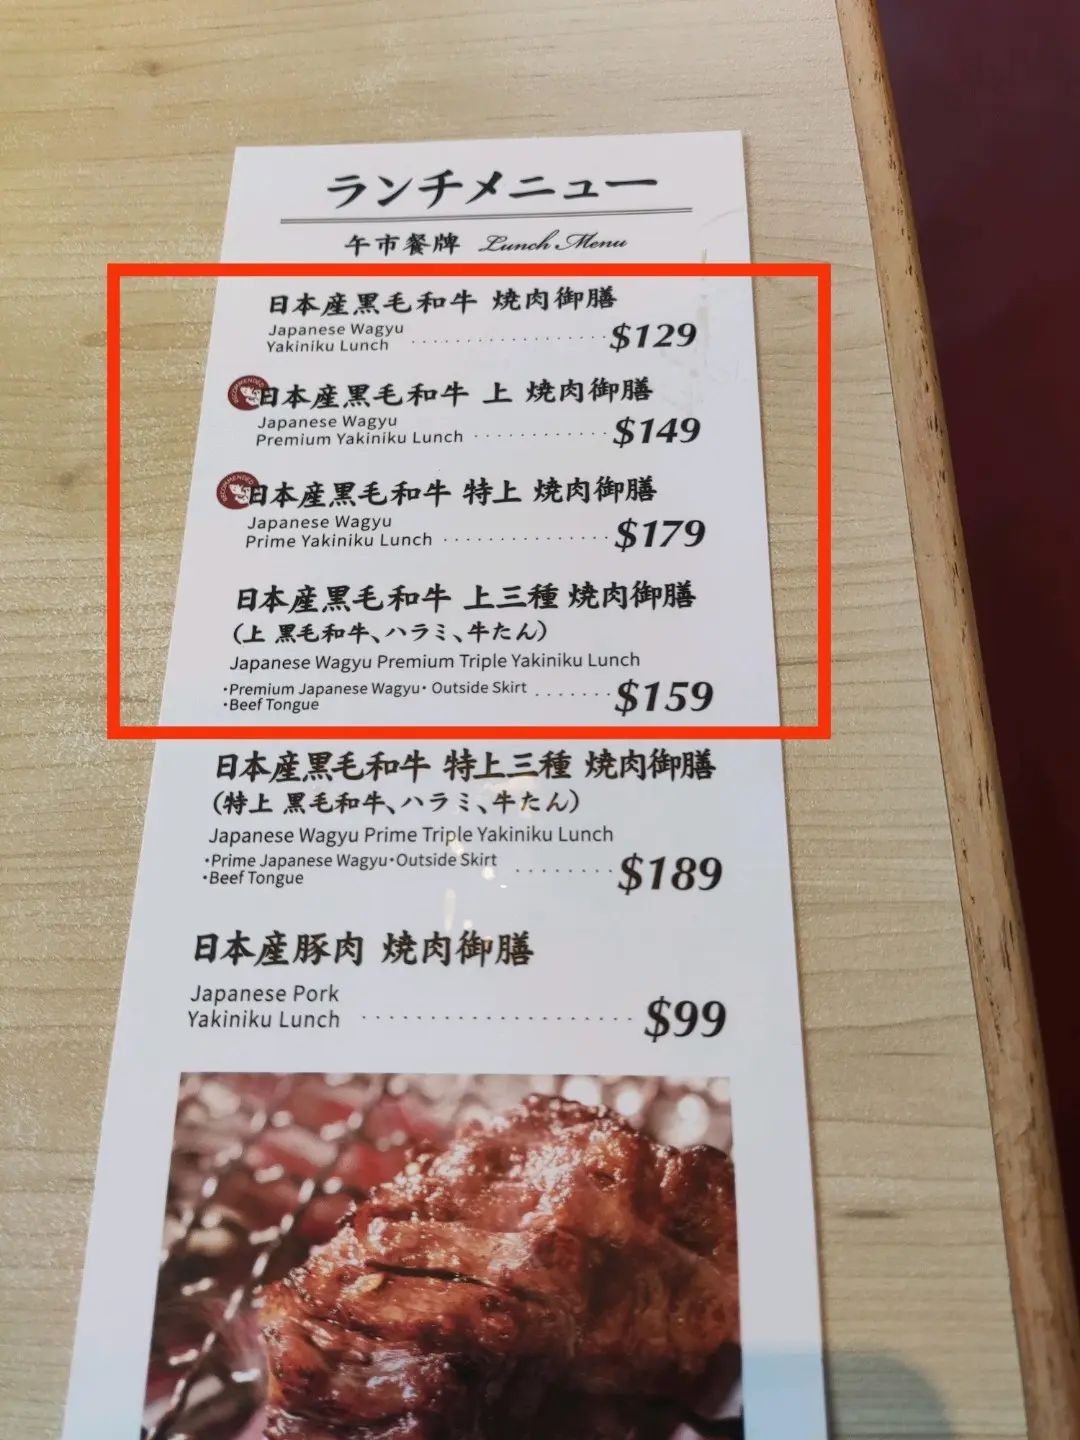 ランチメニュー
午市餐牌 Lunch Menu
日本産黒毛和牛 焼肉御膳
Japanese Wagyu
Yakiniku Lunch ................. $129
RECOMMENDED
日本産黒毛和牛 上 焼肉御膳
Japanese Wagyu
Premium Yakiniku Lunch ............ $149
RECOMMENDED
日本産黒毛和牛 特上 焼肉御膳
Japanese Wagyu
Prime Yakiniku Lunch ............... $179
日本産黒毛和牛 上三種 焼肉御膳
(上 黒毛和牛、ハラミ、牛たん)
Japanese Wagyu Premium Triple Yakiniku Lunch
・Premium Japanese Wagyu・ Outside Skirt ....... $159
・Beef Tongue
日本産黒毛和牛 特上三種 焼肉御膳
(特上 黒毛和牛、ハラミ、牛たん)
Japanese Wagyu Prime Triple Yakiniku Lunch
・Prime Japanese Wagyu・Outside Skirt ........ $189
・Beef Tongue
日本産豚肉 焼肉御膳
Japanese Pork
Yakiniku Lunch .................... $99